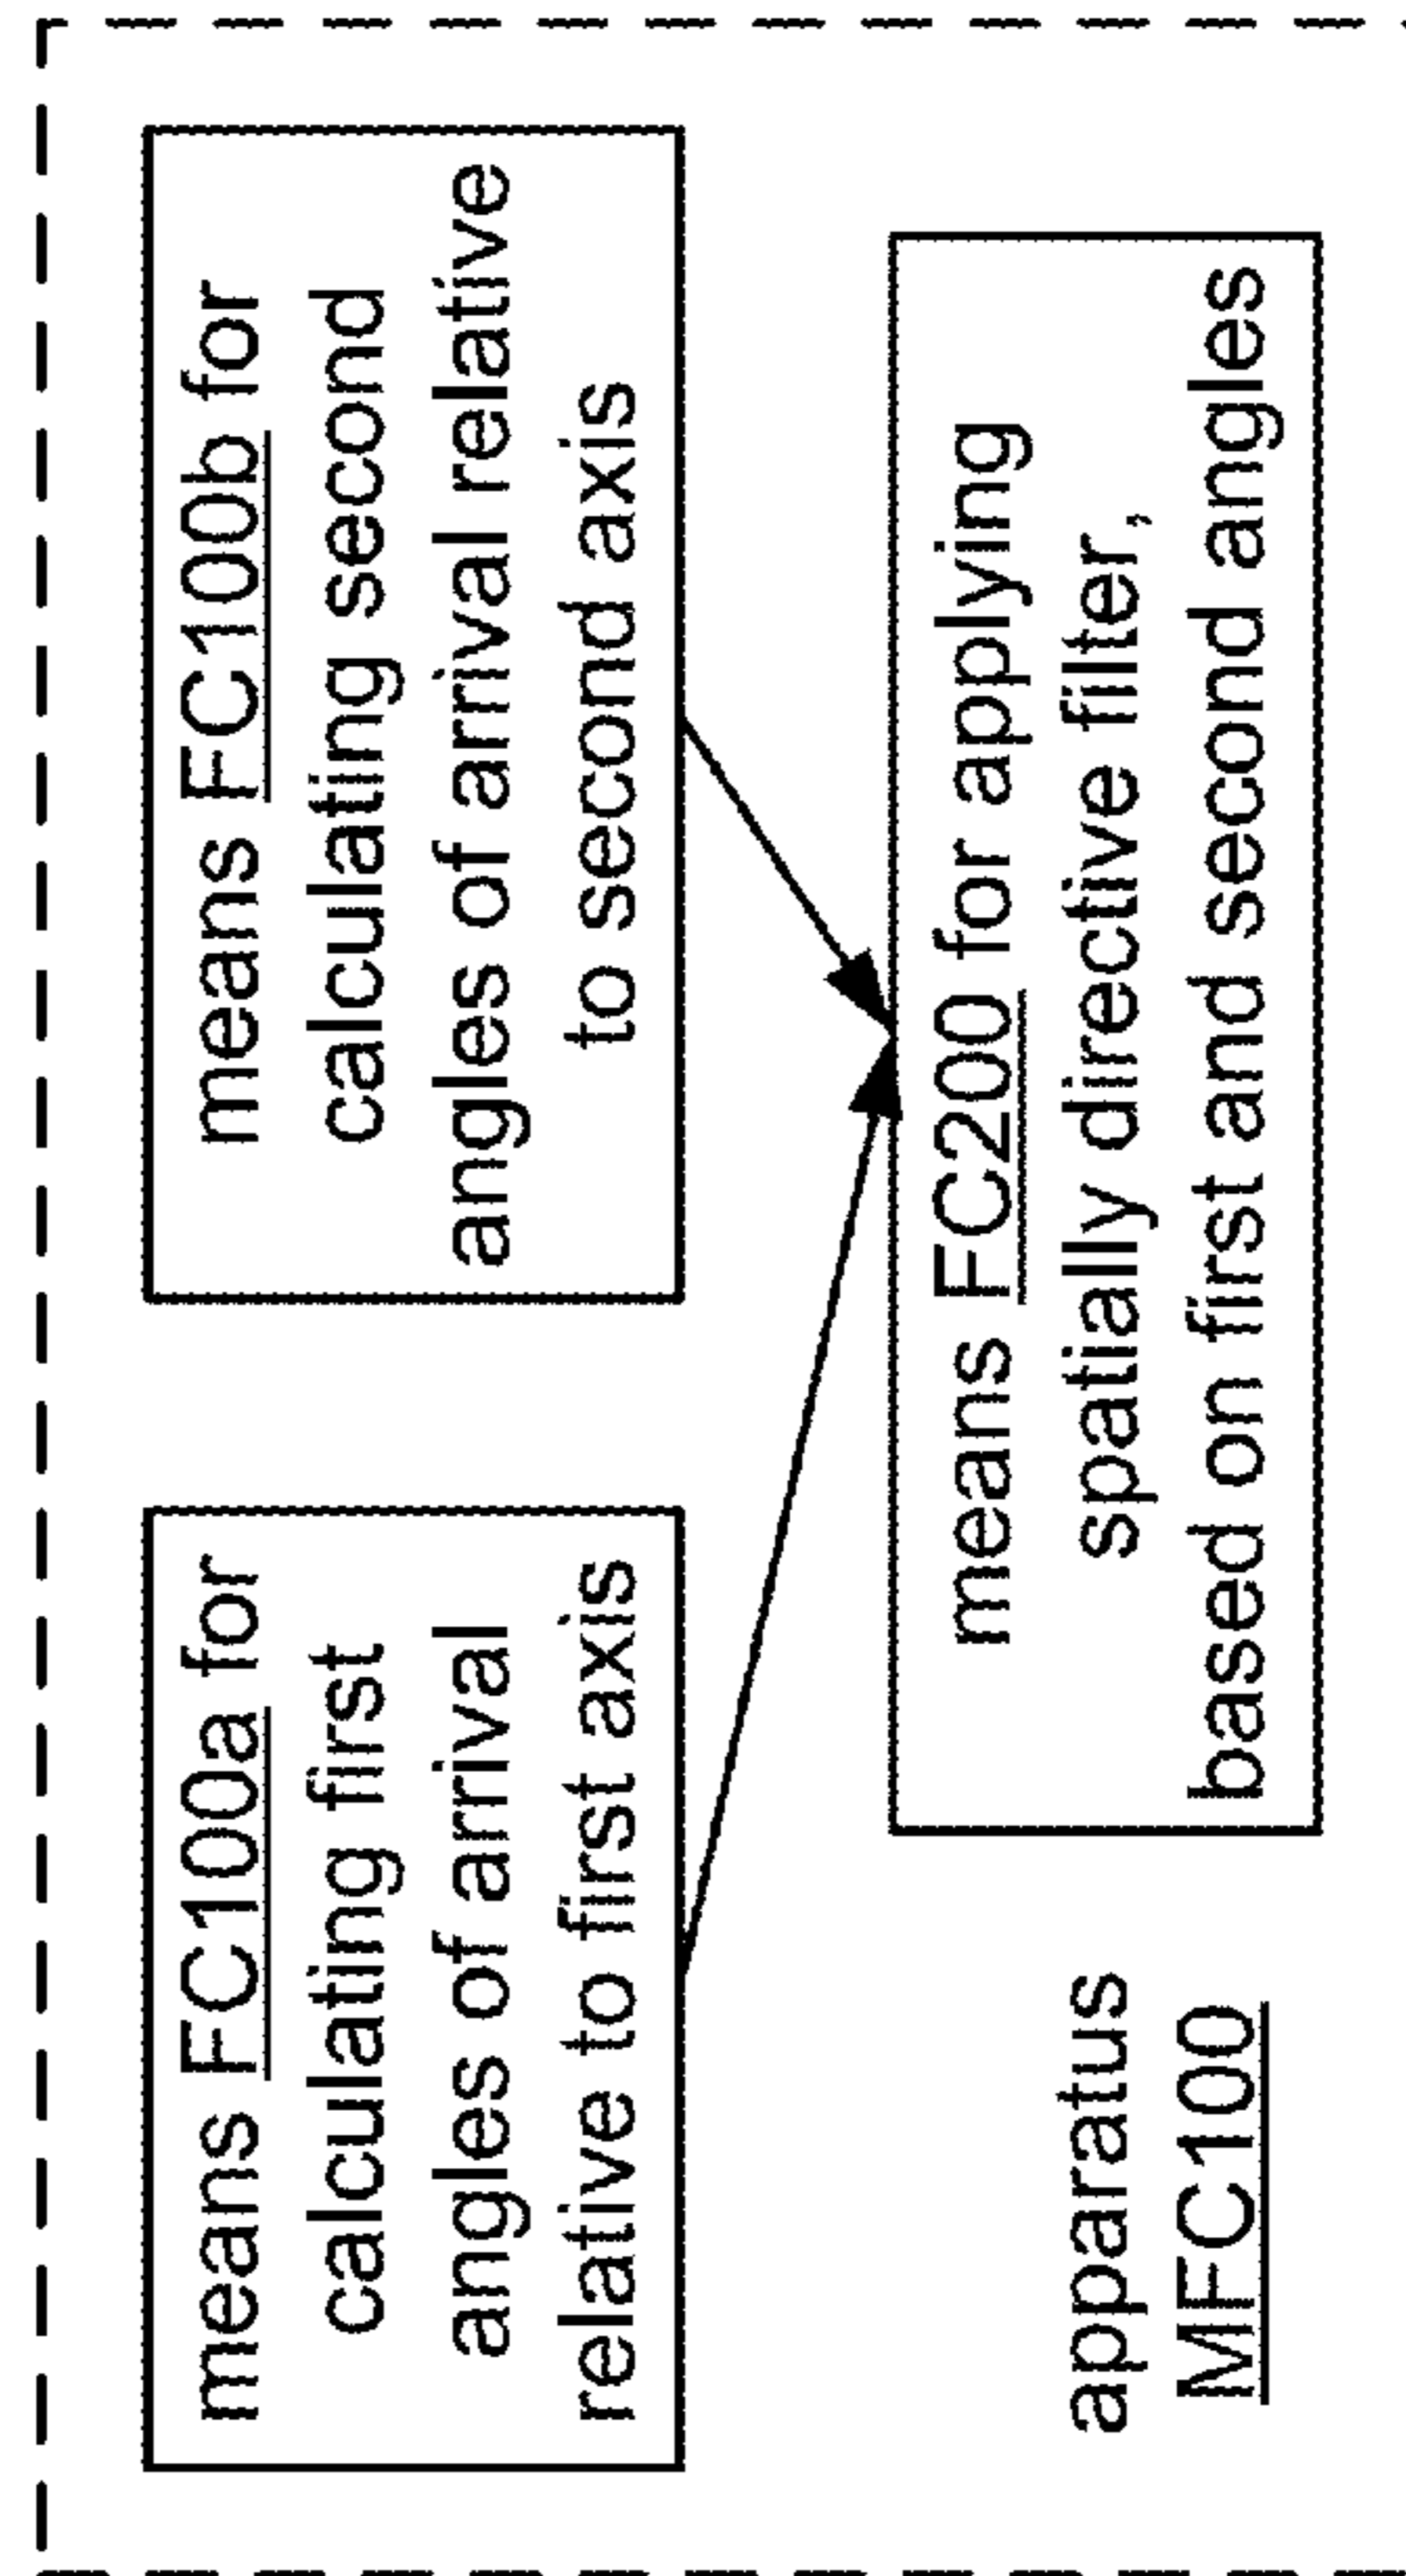 means FC100a for
calculating first
angles of arrival
relative to first axis
means FC100b for
calculating second
angles of arrival relative
to second axis
means FC200 for applying
spatially directive filter,
based on first and second angles
apparatus
MFC100